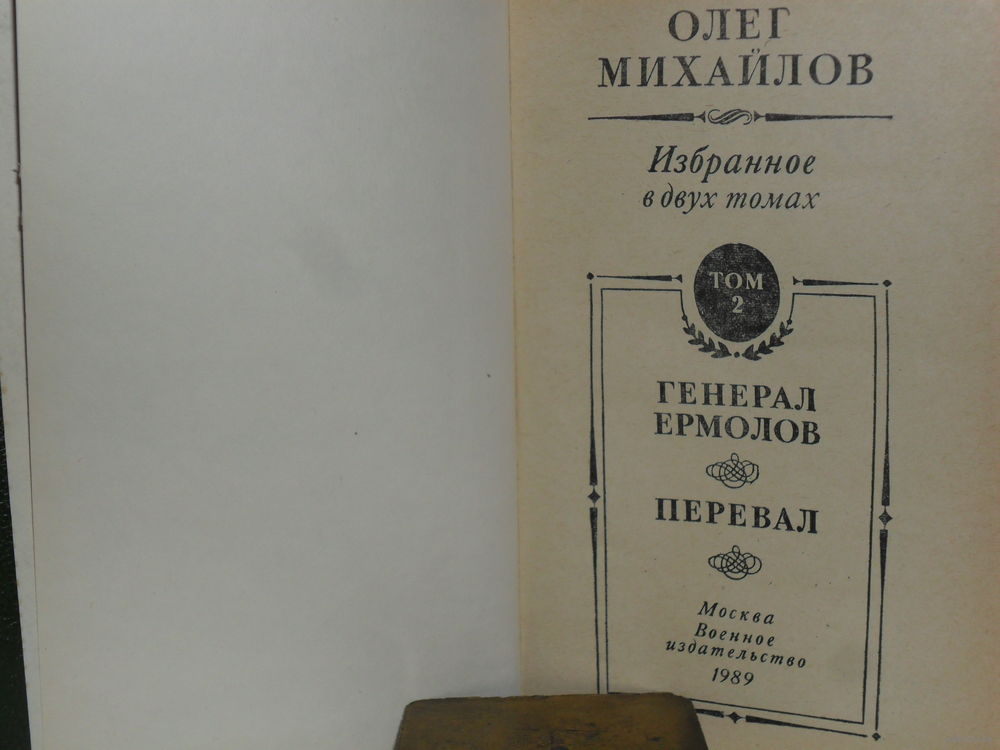 ОЛЕГ
МИХАЙЛОВ
Избранное
в двух томах
ТОМ
2
ГЕНЕРАЛ
ЕРМОЛОВ
ПЕРЕВАЛ
Москва
Военное
издательство
1989